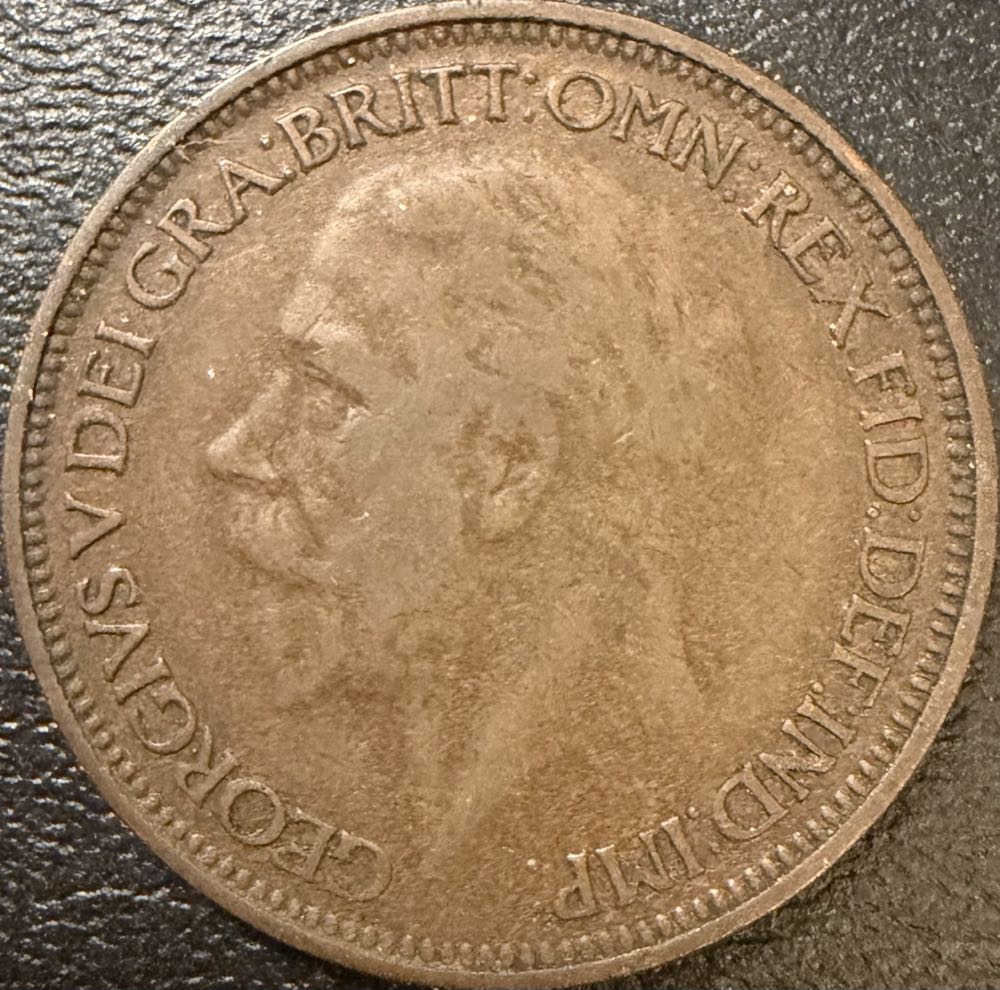 GEORGIVS V DEI GRA: BRITT: OMN: REX FID: DEF: IND: IMP: